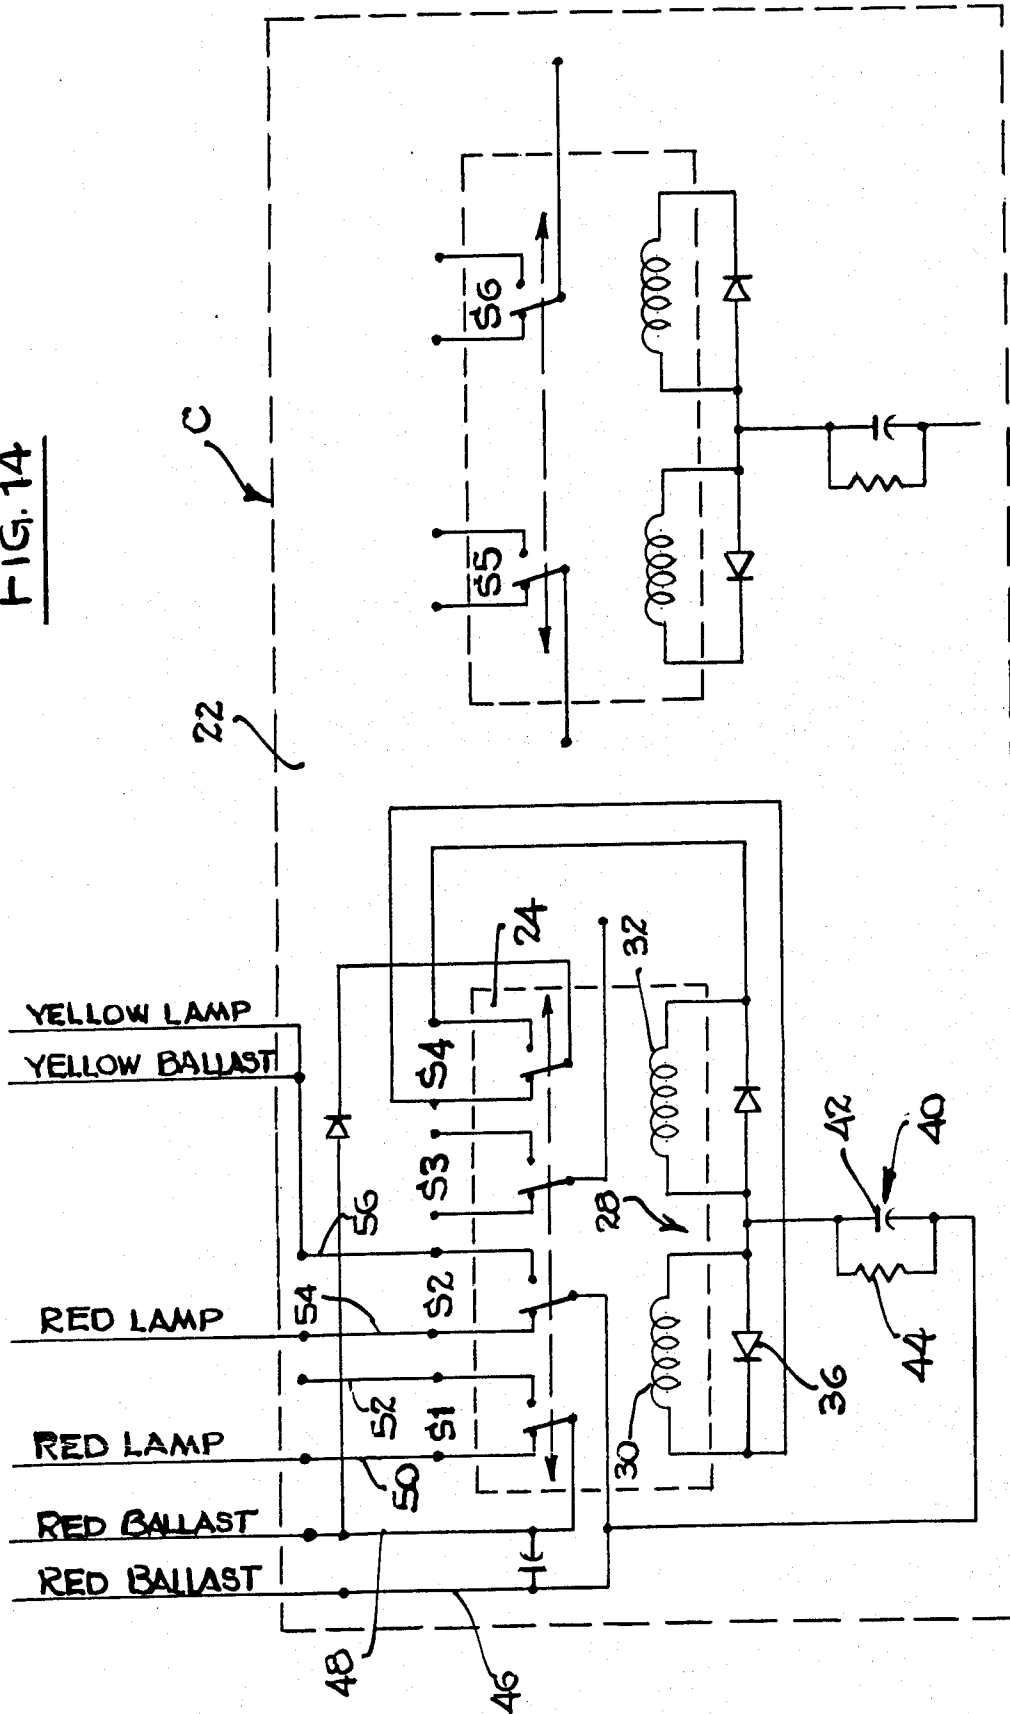 FIG. 14
C
22
YELLOW LAMP
YELLOW BALLAST
RED LAMP
RED LAMP
RED BALLAST
RED BALLAST
56
54
52
50
48
46
S1
S2
S3
S4
24
S5
S6
28
30
32
36
42
40
44